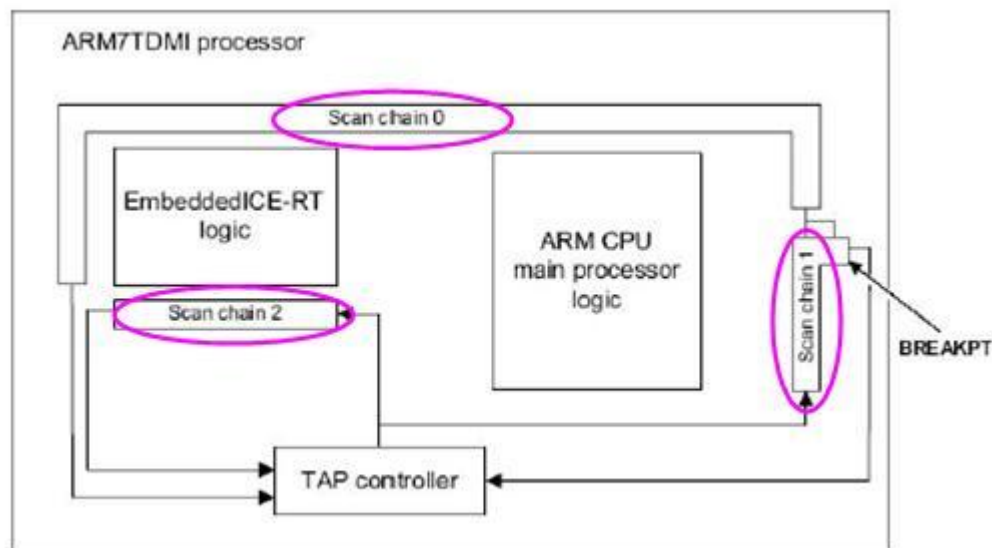 ARM7TDMI processor
Scan chain 0
EmbeddedICE-RT
logic
ARM CPU
main processor
logic
Scan chain 1
BREAKPT
Scan chain 2
TAP controller